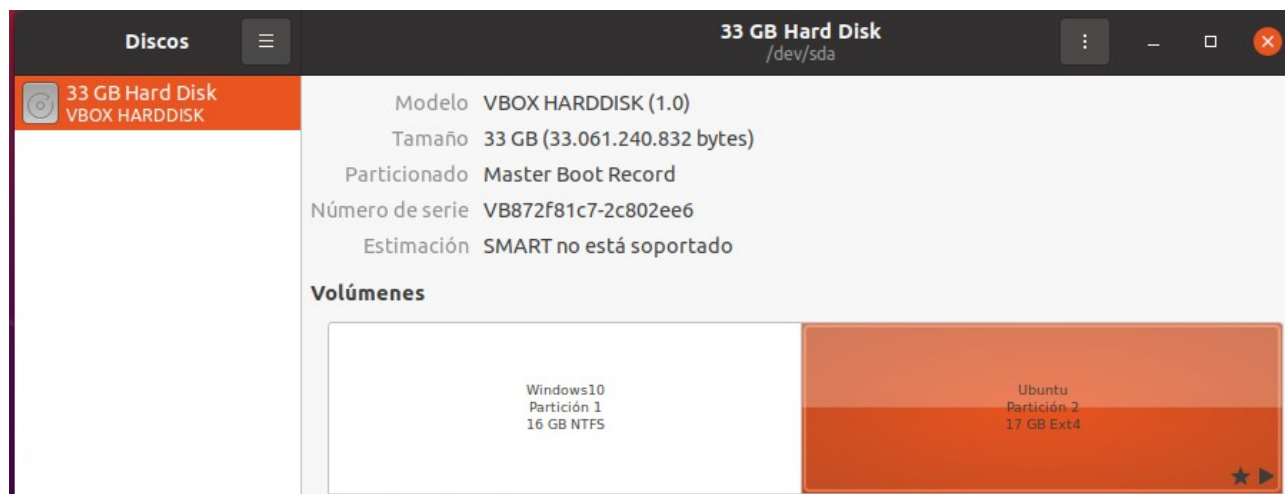 Discos
33 GB Hard Disk
/dev/sda
33 GB Hard Disk
VBOX HARDDISK
Modelo VBOX HARDDISK (1.0)
Tamaño 33 GB (33.061.240.832 bytes)
Particionado Master Boot Record
Número de serie VB872f81c7-2c802ee6
Estimación SMART no está soportado
Volúmenes
Windows10
Partición 1
16 GB NTFS
Ubuntu
Partición 2
17 GB Ext4